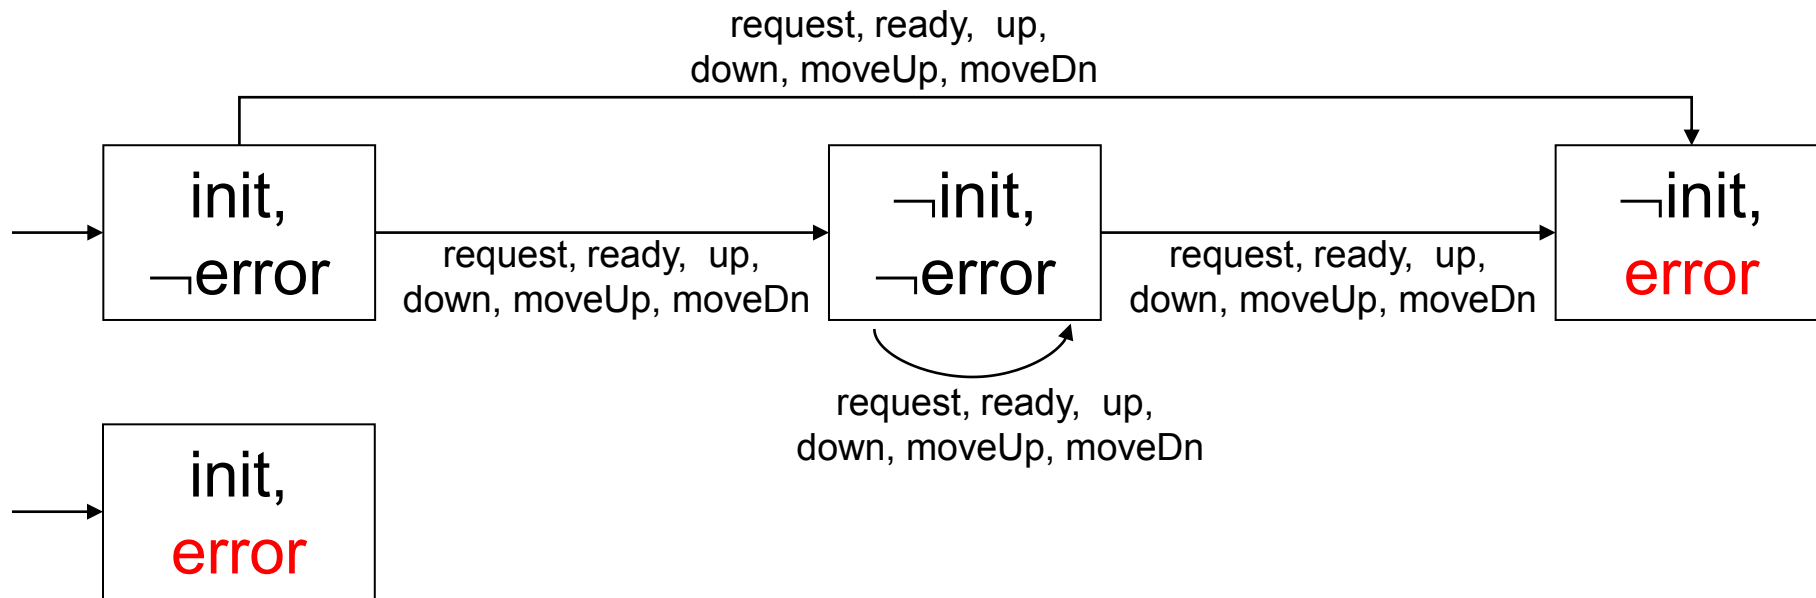 request, ready, up,
down, moveUp, moveDn
init,
¬error
request, ready, up,
down, moveUp, moveDn
¬init,
¬error
request, ready, up,
down, moveUp, moveDn
¬init,
error
request, ready, up,
down, moveUp, moveDn
init,
error